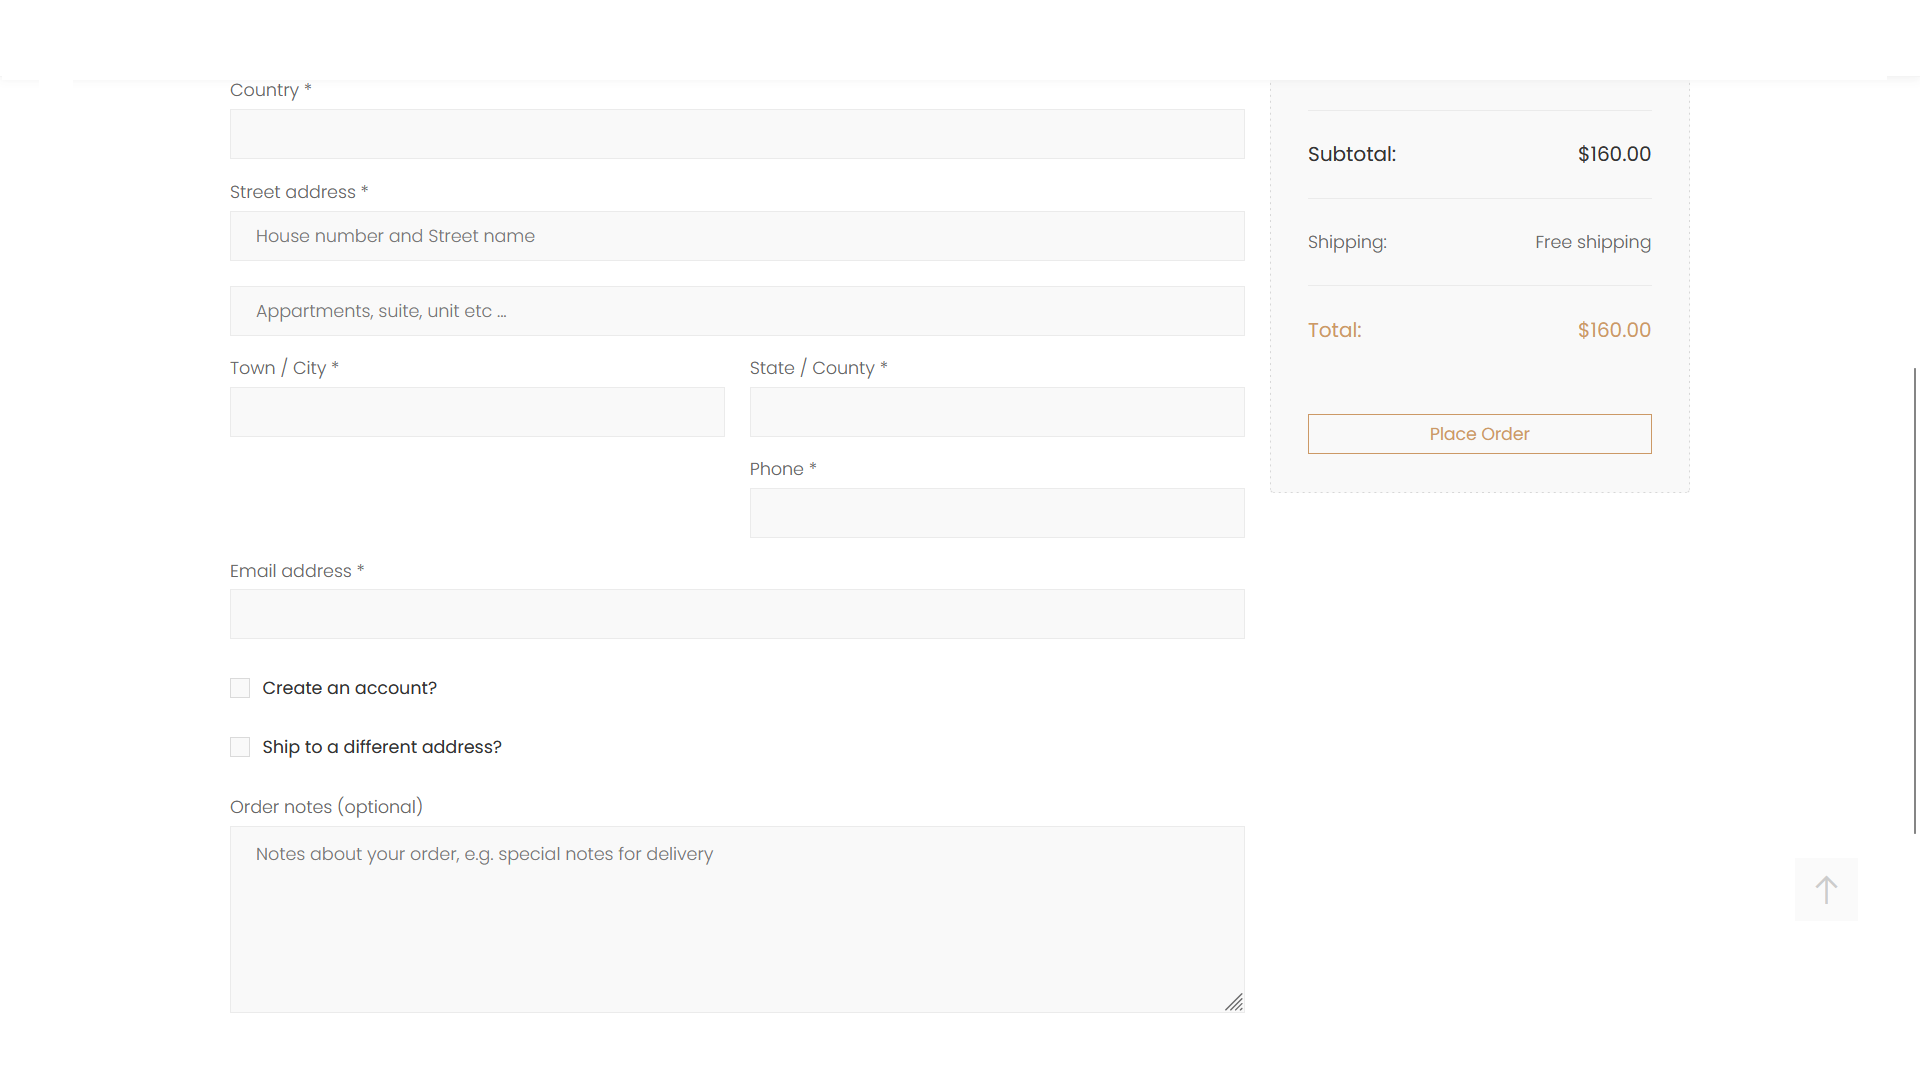 Country *
Street address *
House number and Street name
Appartments, suite, unit etc ...
Town / City *
State / County *
Phone *
Email address *
Create an account?
Ship to a different address?
Order notes (optional)
Notes about your order, e.g. special notes for delivery
Subtotal: $160.00
Shipping: Free shipping
Total: $160.00
Place Order